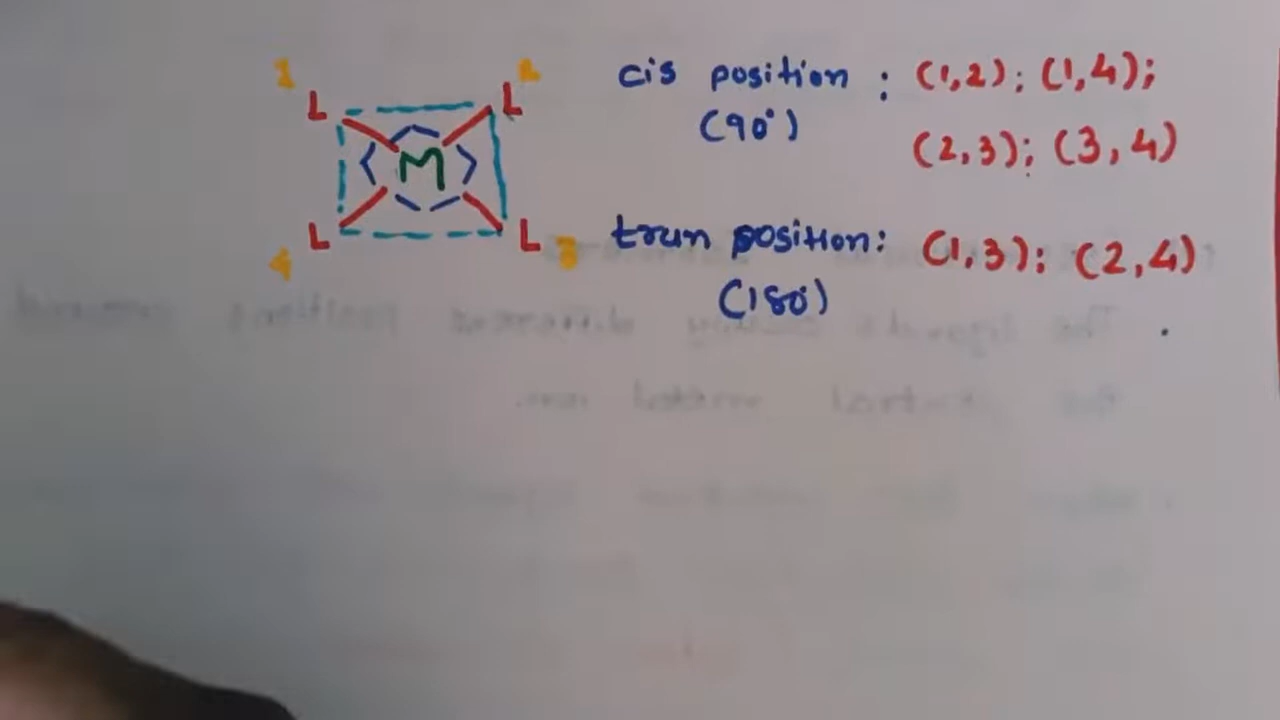 1 2
L L
M
L L
4 3
cis position : (1,2); (1,4);
(90°) (2,3); (3,4)
tran position: (1,3); (2,4)
(180°)